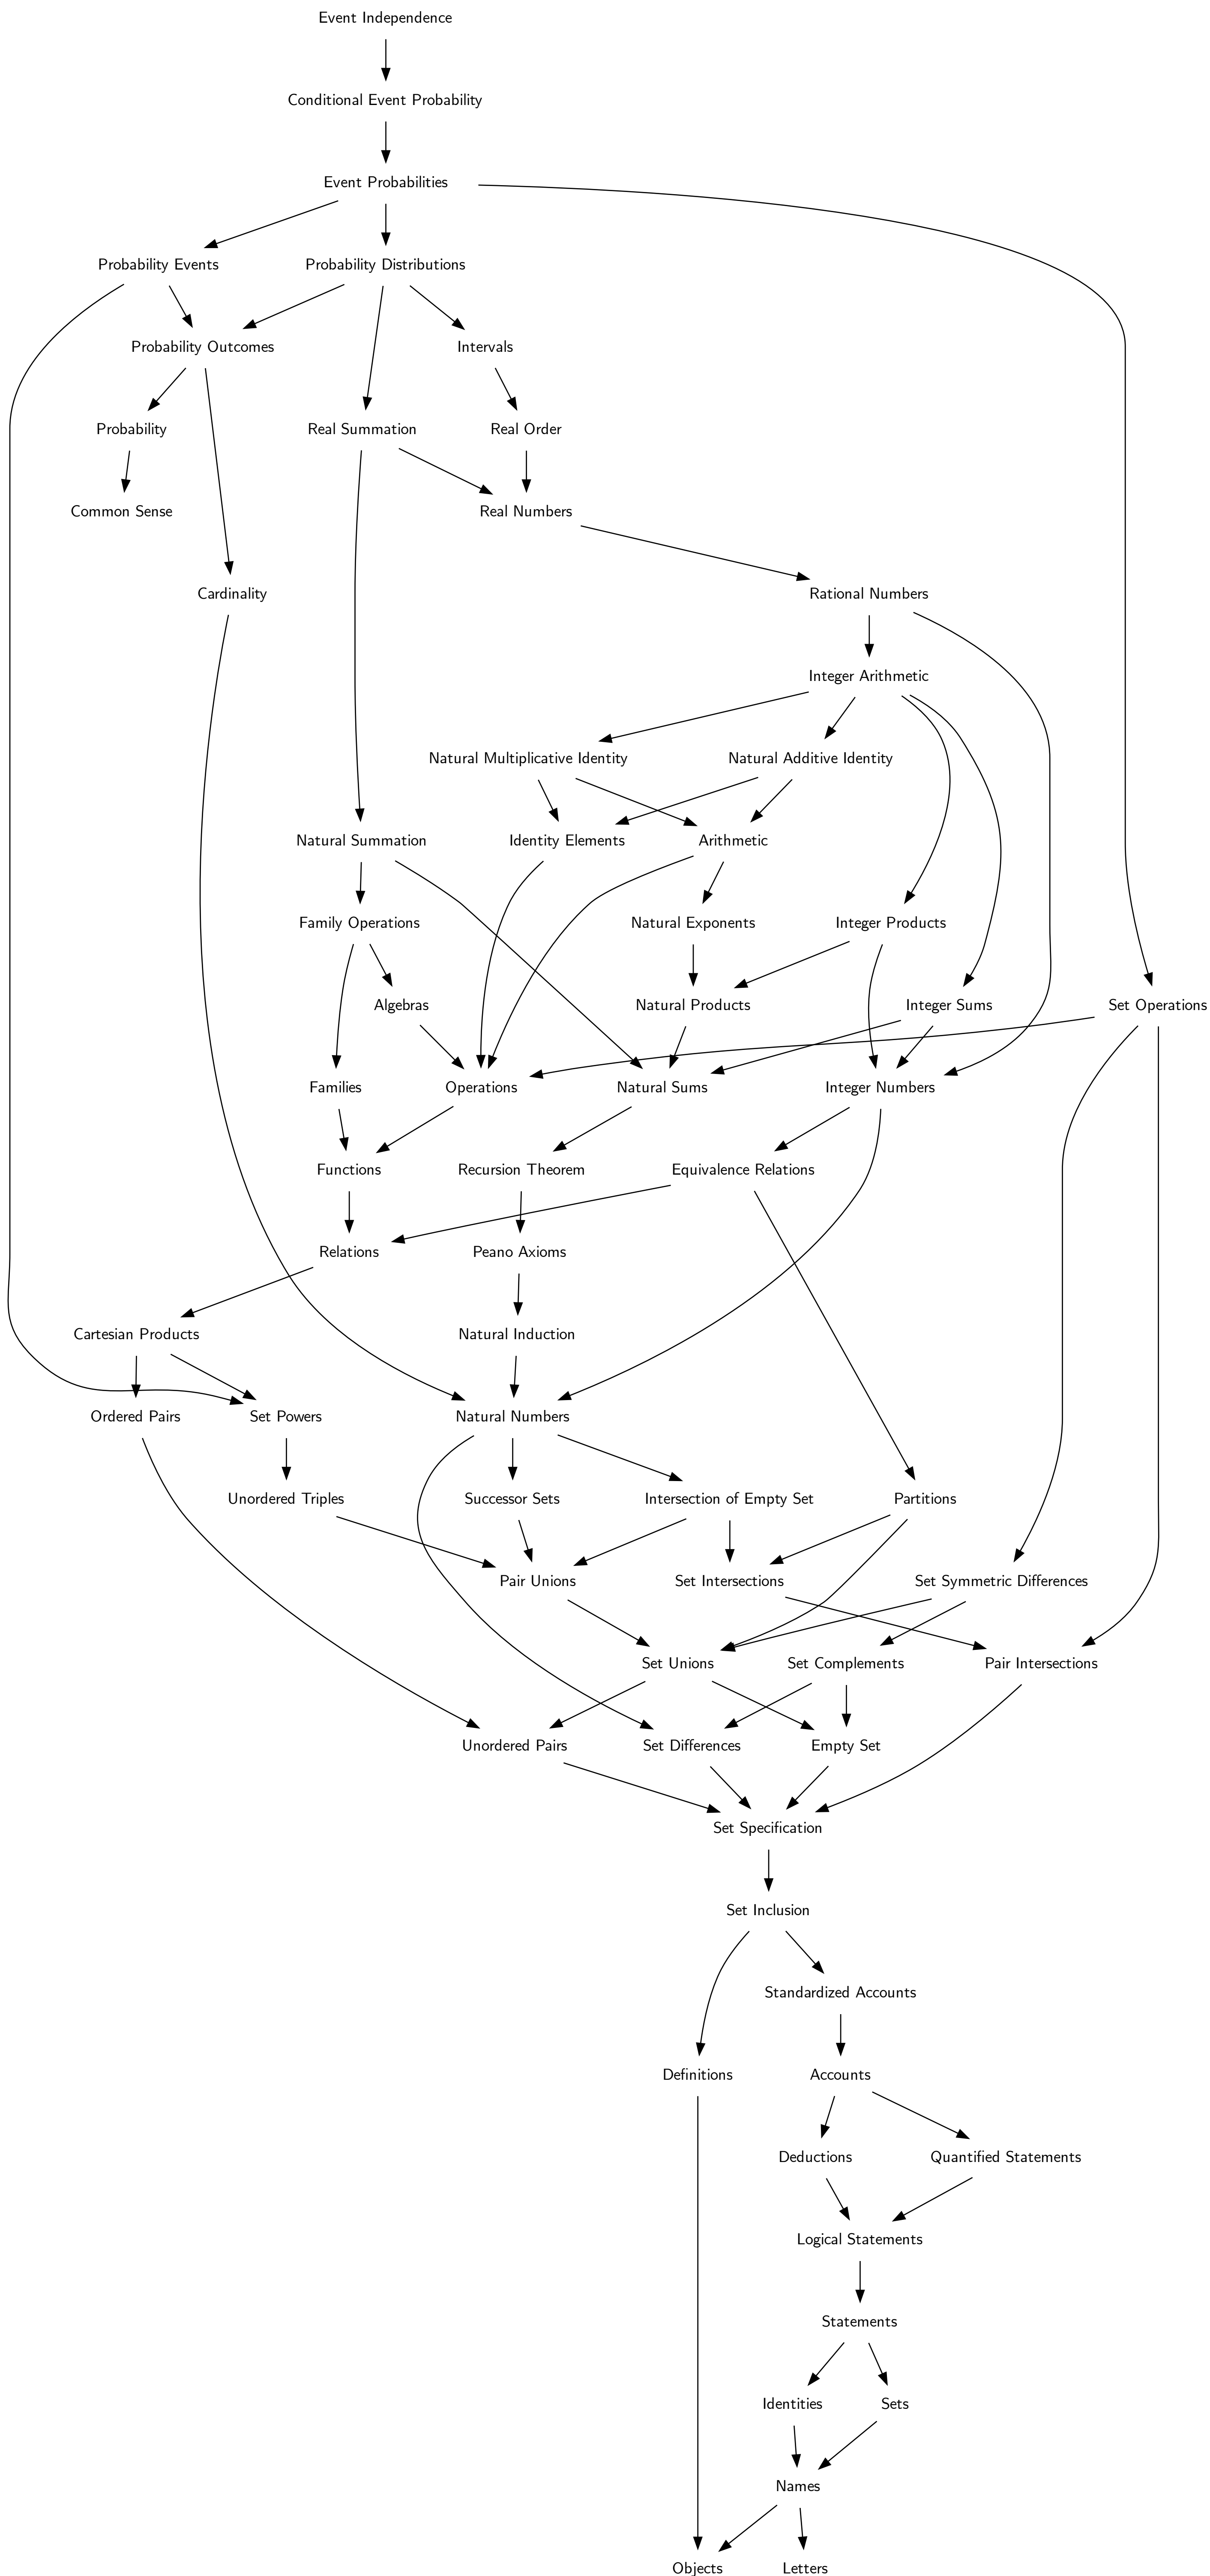 Event Independence
Conditional Event Probability
Event Probabilities
Probability Events
Probability Distributions
Probability Outcomes
Intervals
Probability
Real Summation
Real Order
Common Sense
Real Numbers
Cardinality
Rational Numbers
Integer Arithmetic
Natural Multiplicative Identity
Natural Additive Identity
Natural Summation
Identity Elements
Arithmetic
Family Operations
Natural Exponents
Integer Products
Algebras
Natural Products
Integer Sums
Set Operations
Families
Operations
Natural Sums
Integer Numbers
Functions
Recursion Theorem
Equivalence Relations
Relations
Peano Axioms
Cartesian Products
Natural Induction
Ordered Pairs
Set Powers
Natural Numbers
Unordered Triples
Successor Sets
Intersection of Empty Set
Partitions
Pair Unions
Set Intersections
Set Symmetric Differences
Set Unions
Set Complements
Pair Intersections
Unordered Pairs
Set Differences
Empty Set
Set Specification
Set Inclusion
Standardized Accounts
Definitions
Accounts
Deductions
Quantified Statements
Logical Statements
Statements
Identities
Sets
Names
Objects
Letters